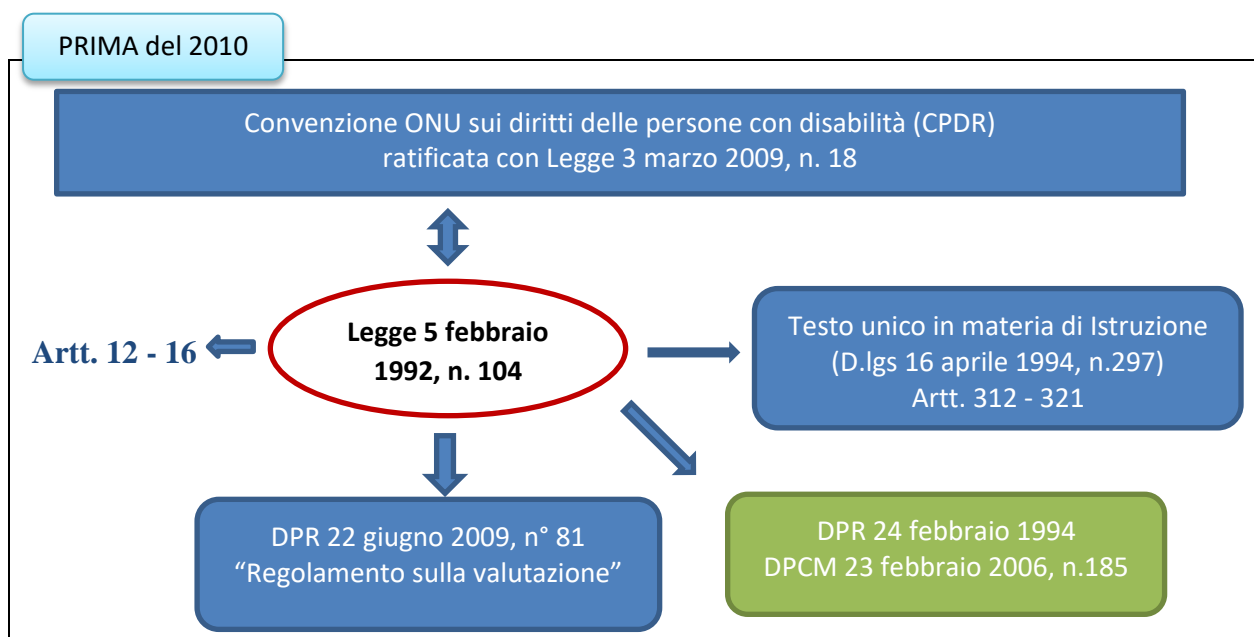 PRIMA del 2010
Convenzione ONU sui diritti delle persone con disabilità (CPDR)
ratificata con Legge 3 marzo 2009, n. 18
Artt. 12 - 16
Legge 5 febbraio
1992, n. 104
Testo unico in materia di Istruzione
(D.lgs 16 aprile 1994, n.297)
Artt. 312 - 321
DPR 22 giugno 2009, n° 81
“Regolamento sulla valutazione”
DPR 24 febbraio 1994
DPCM 23 febbraio 2006, n.185